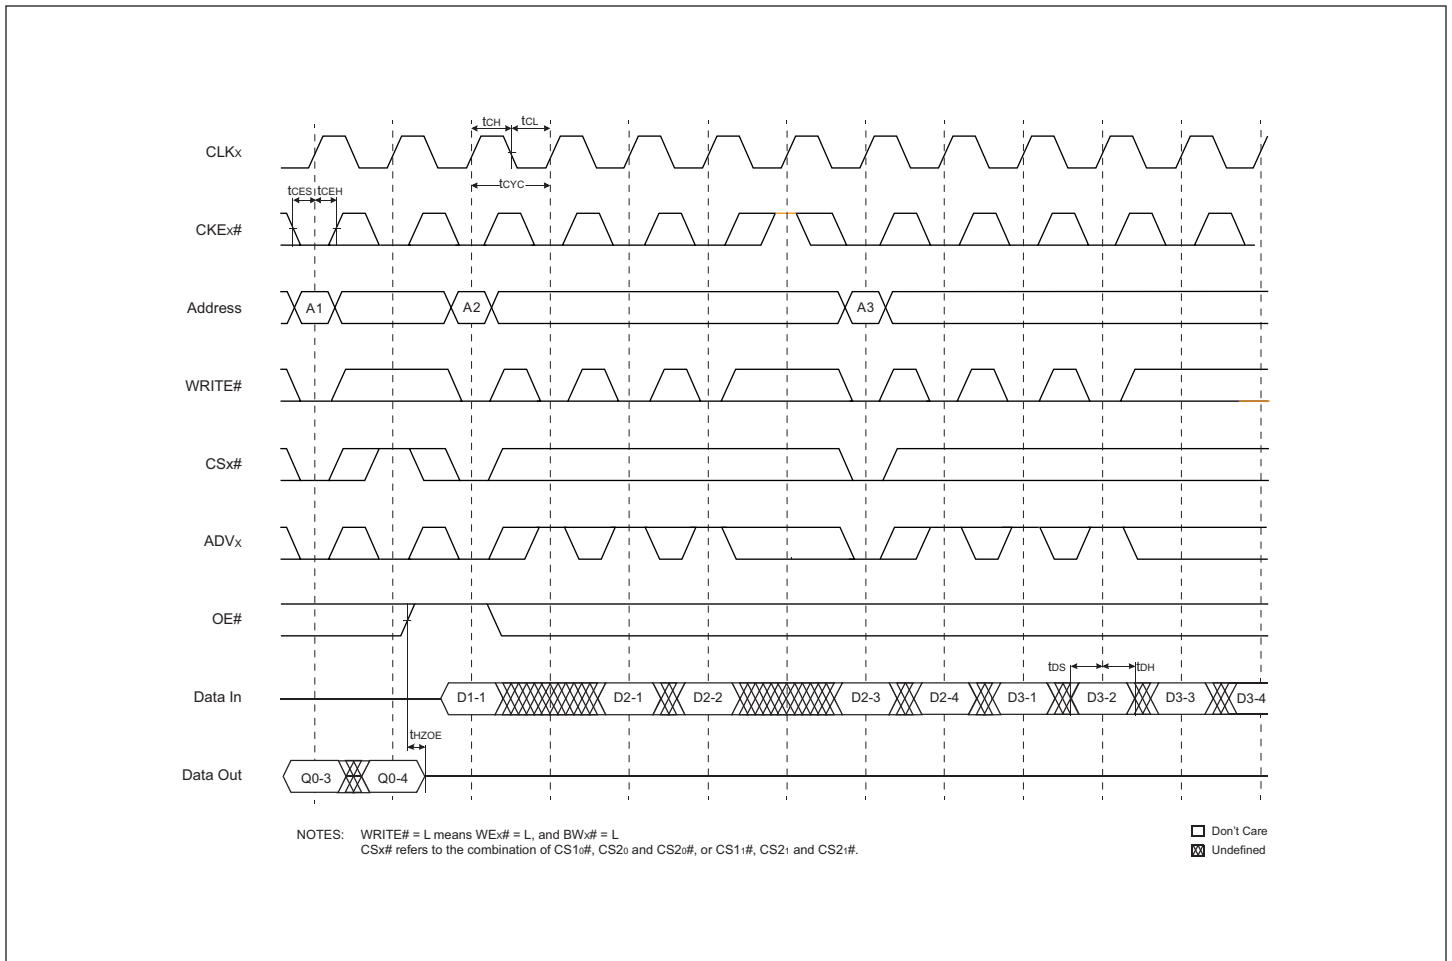 tCH tCL
CLKx
tCYC
tCES tCEH
CKEx#
Address A1 A2 A3
WRITE#
CSx#
ADVx
OE#
tDS tDH
Data In D1-1 D2-1 D2-2 D2-3 D2-4 D3-1 D3-2 D3-3 D3-4
tHZOE
Data Out Q0-3 Q0-4
NOTES: WRITE# = L means WEx# = L, and BWx# = L
CSx# refers to the combination of CS10#, CS20 and CS20#, or CS11#, CS21 and CS21#.
Don't Care
Undefined